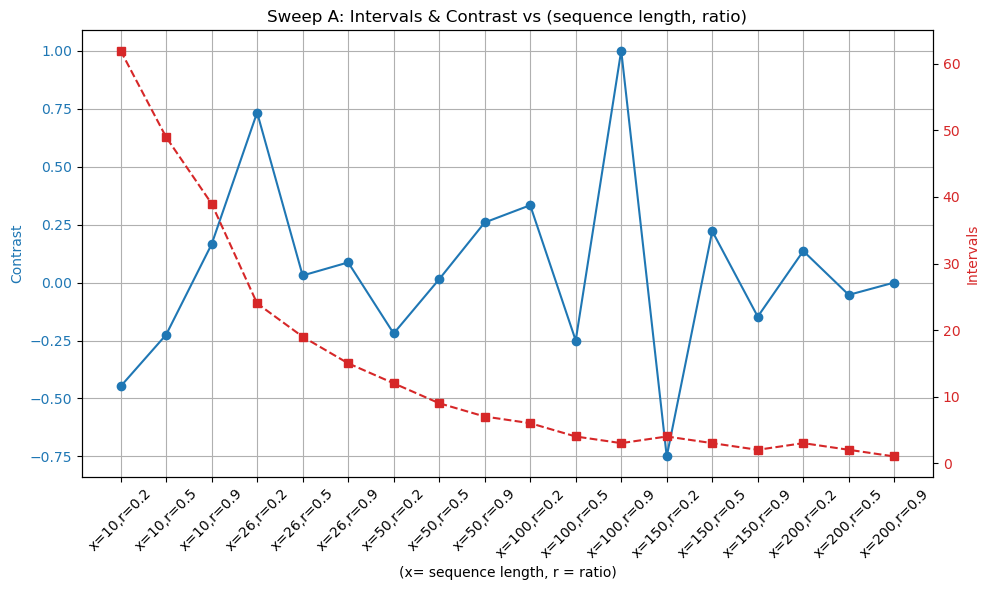 Sweep A: Intervals & Contrast vs (sequence length, ratio)
Contrast
1.00
0.75
0.50
0.25
0.00
−0.25
−0.50
−0.75
60
50
40
30
20
10
0
Intervals
x=10,r=0.2
x=10,r=0.5
x=10,r=0.9
x=26,r=0.2
x=26,r=0.5
x=26,r=0.9
x=50,r=0.2
x=50,r=0.5
x=50,r=0.9
x=100,r=0.2
x=100,r=0.5
x=100,r=0.9
x=150,r=0.2
x=150,r=0.5
x=150,r=0.9
x=200,r=0.2
x=200,r=0.5
x=200,r=0.9
(x= sequence length, r = ratio)